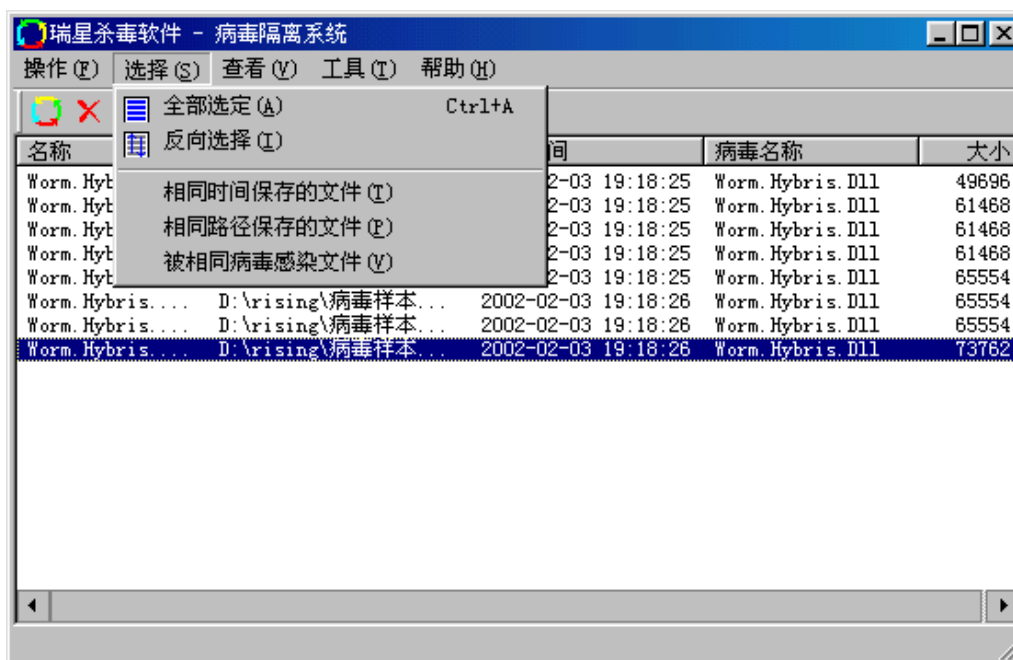 瑞星杀毒软件 - 病毒隔离系统
操作(F) 选择(S) 查看(V) 工具(T) 帮助(H)
全部选定(A) Ctrl+A
反向选择(I)
相同时间保存的文件(T)
相同路径保存的文件(P)
被相同病毒感染文件(V)
名称 间 病毒名称 大小
Worm.Hyb 2-03 19:18:25 Worm.Hybris.Dll 49696
Worm.Hyb 2-03 19:18:25 Worm.Hybris.Dll 61468
Worm.Hyb 2-03 19:18:25 Worm.Hybris.Dll 61468
Worm.Hyb 2-03 19:18:25 Worm.Hybris.Dll 61468
Worm.Hyb 2-03 19:18:25 Worm.Hybris.Dll 65554
Worm.Hybris.... D:\rising\病毒样本... 2002-02-03 19:18:26 Worm.Hybris.Dll 65554
Worm.Hybris.... D:\rising\病毒样本... 2002-02-03 19:18:26 Worm.Hybris.Dll 65554
Worm.Hybris.... D:\rising\病毒样本... 2002-02-03 19:18:26 Worm.Hybris.Dll 73762